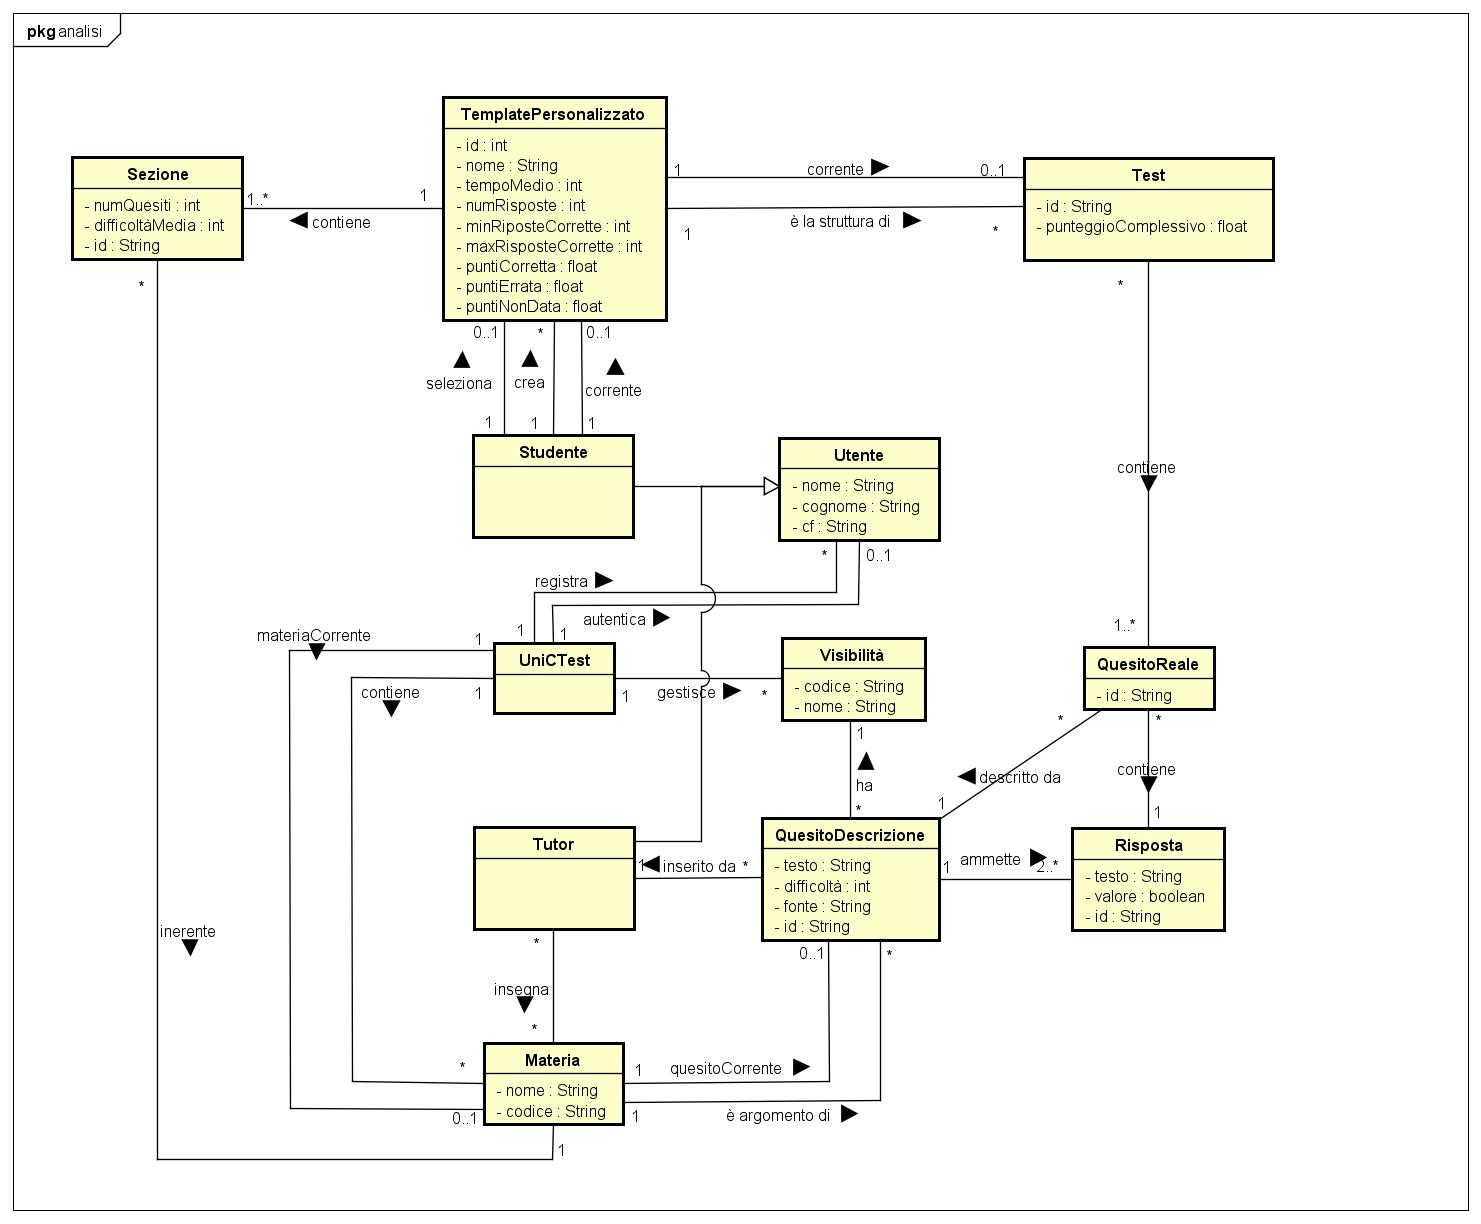 pkg analisi
TemplatePersonalizzato
- id : int
- nome : String
- tempoMedio : int
- numRisposte : int
- minRiposteCorrette : int
- maxRisposteCorrette : int
- puntiCorretta : float
- puntiErrata : float
- puntiNonData : float
Sezione
- numQuesiti : int
- difficoltàMedia : int
- id : String
1..*
1
contiene
1
corrente
0..1
è la struttura di
1
*
Test
- id : String
- punteggioComplessivo : float
*
*
0..1
*
0..1
seleziona
crea
corrente
1
1
1
Studente
Utente
- nome : String
- cognome : String
- cf : String
contiene
*
0..1
registra
autentica
1
1
materiaCorrente
1
UniCTest
contiene
1
1
gestisce
*
Visibilità
- codice : String
- nome : String
1..*
QuesitoReale
- id : String
*
*
1
ha
*
descritto da
contiene
1
1
Tutor
1
inserito da
*
QuesitoDescrizione
- testo : String
- difficoltà : int
- fonte : String
- id : String
1
ammette
2..*
Risposta
- testo : String
- valore : boolean
- id : String
inerente
*
insegna
*
0..1
*
Materia
- nome : String
- codice : String
*
0..1
1
quesitoCorrente
1
è argomento di
1